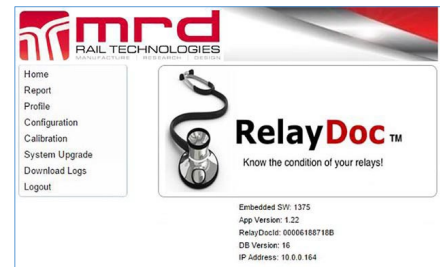 mrd
RAIL TECHNOLOGIES
MANUFACTURE | RESEARCH | DESIGN
Home
Report
Profile
Configuration
Calibration
System Upgrade
Download Logs
Logout
RelayDoc TM
Know the condition of your relays!
Embedded SW: 1375
App Version: 1.22
RelayDocId: 00006188718B
DB Version: 16
IP Address: 10.0.0.164